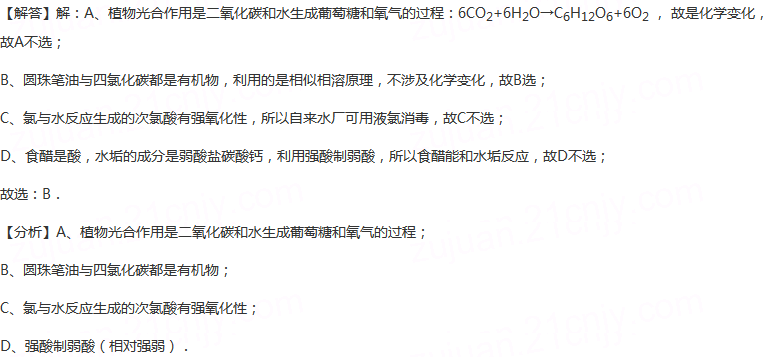 【解答】解：A、植物光合作用是二氧化碳和水生成葡萄糖和氧气的过程：6CO2+6H2O→C6H12O6+6O2 ， 故是化学变化，
故A不选；
B、圆珠笔油与四氯化碳都是有机物，利用的是相似相溶原理，不涉及化学变化，故B选；
C、氯与水反应生成的次氯酸有强氧化性，所以自来水厂可用液氯消毒，故C不选；
D、食醋是酸，水垢的成分是弱酸盐碳酸钙，利用强酸制弱酸，所以食醋能和水垢反应，故D不选；
故选：B．
【分析】A、植物光合作用是二氧化碳和水生成葡萄糖和氧气的过程；
B、圆珠笔油与四氯化碳都是有机物；
C、氯与水反应生成的次氯酸有强氧化性；
D、强酸制弱酸（相对强弱）．